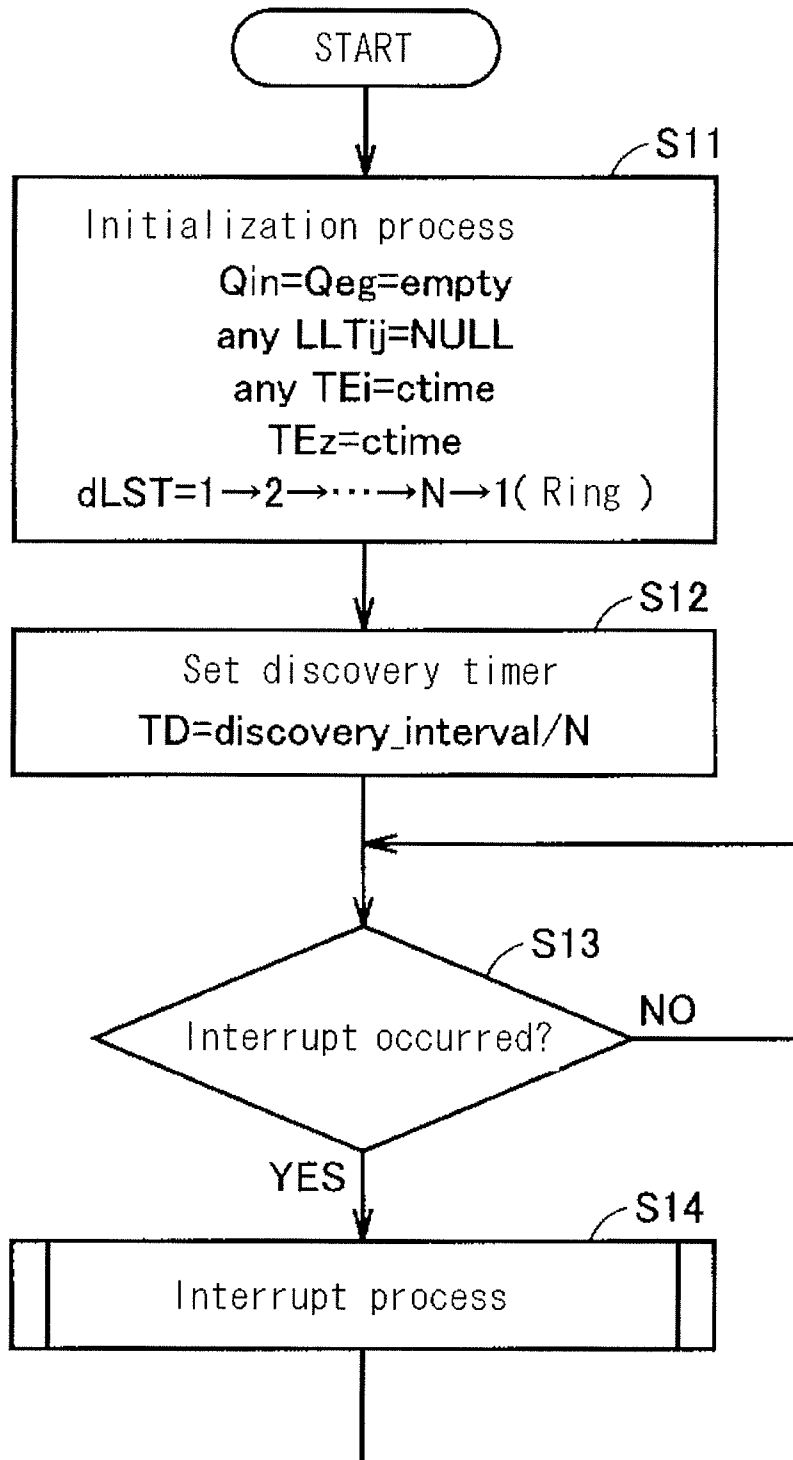 START
S11
Initialization process
Qin=Qeg=empty
any LLTij=NULL
any TEi=ctime
TEz=ctime
dLST=1→2→⋯→N→1( Ring )
S12
Set discovery timer
TD=discovery_interval/N
S13
Interrupt occurred?
NO
YES
S14
Interrupt process